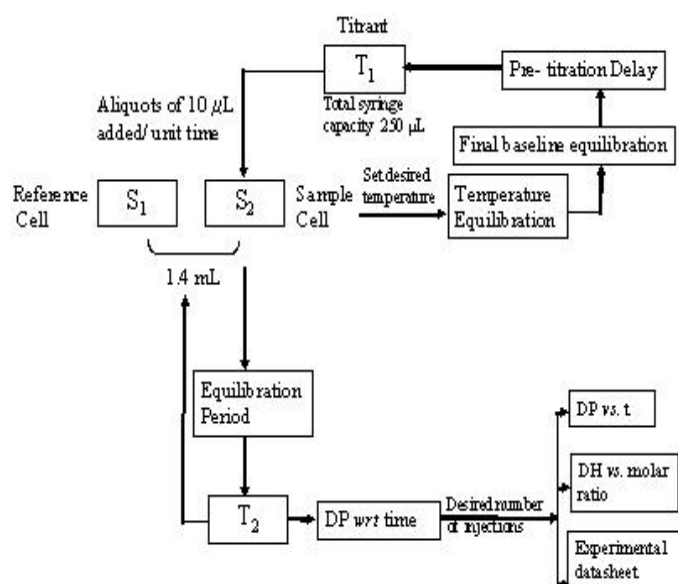 Titrant
T1
Total syringe
capacity 250 µL
Pre- titration Delay
Aliquots of 10 µL
added/ unit time
Final baseline equilibration
Reference
Cell
S1
S2
Sample
Cell
Set desired
temperature
Temperature
Equilibration
1.4 mL
Equilibration
Period
T2
DP wrt time
Desired number
of injections
DP vs. t
DH vs. molar
ratio
Experimental
datasheet